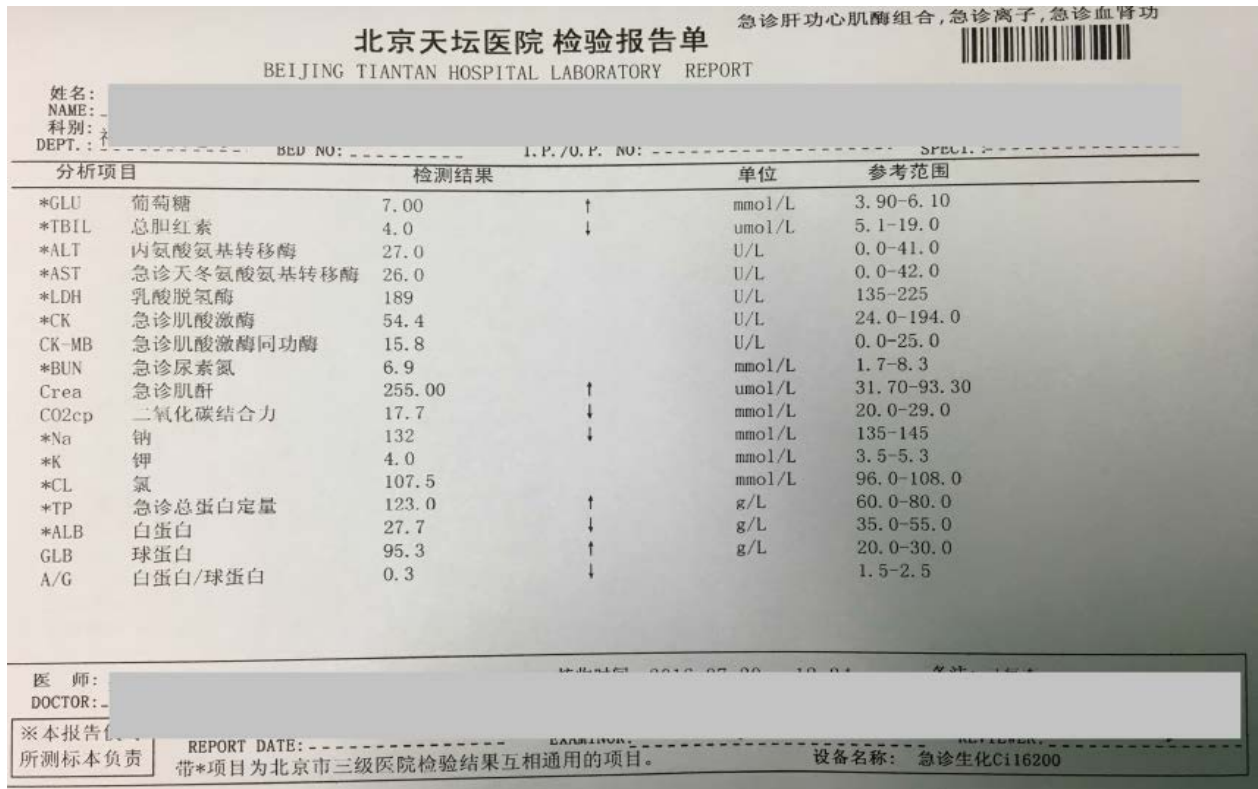 急诊肝功心肌酶组合,急诊离子,急诊血肾功
北京天坛医院 检验报告单
BEIJING TIANTAN HOSPITAL LABORATORY REPORT
姓名:
NAME:
科别:
DEPT.: BED NO: I.P./O.P. NO: SPECI.:
分析项目 检测结果 单位 参考范围
*GLU 葡萄糖 7.00 ↑ mmol/L 3.90-6.10
*TBIL 总胆红素 4.0 ↓ umol/L 5.1-19.0
*ALT 丙氨酸氨基转移酶 27.0 U/L 0.0-41.0
*AST 急诊天冬氨酸氨基转移酶 26.0 U/L 0.0-42.0
*LDH 乳酸脱氢酶 189 U/L 135-225
*CK 急诊肌酸激酶 54.4 U/L 24.0-194.0
CK-MB 急诊肌酸激酶同功酶 15.8 U/L 0.0-25.0
*BUN 急诊尿素氮 6.9 mmol/L 1.7-8.3
Crea 急诊肌酐 255.00 ↑ umol/L 31.70-93.30
CO2cp 二氧化碳结合力 17.7 ↓ mmol/L 20.0-29.0
*Na 钠 132 ↓ mmol/L 135-145
*K 钾 4.0 mmol/L 3.5-5.3
*CL 氯 107.5 mmol/L 96.0-108.0
*TP 急诊总蛋白定量 123.0 ↑ g/L 60.0-80.0
*ALB 白蛋白 27.7 ↓ g/L 35.0-55.0
GLB 球蛋白 95.3 ↑ g/L 20.0-30.0
A/G 白蛋白/球蛋白 0.3 ↓ 1.5-2.5
医 师:
DOCTOR:
※本报告仅
所测标本负责
REPORT DATE: EXAMINOR: REVIEWER:
带*项目为北京市三级医院检验结果互相通用的项目。 设备名称: 急诊生化Ci16200